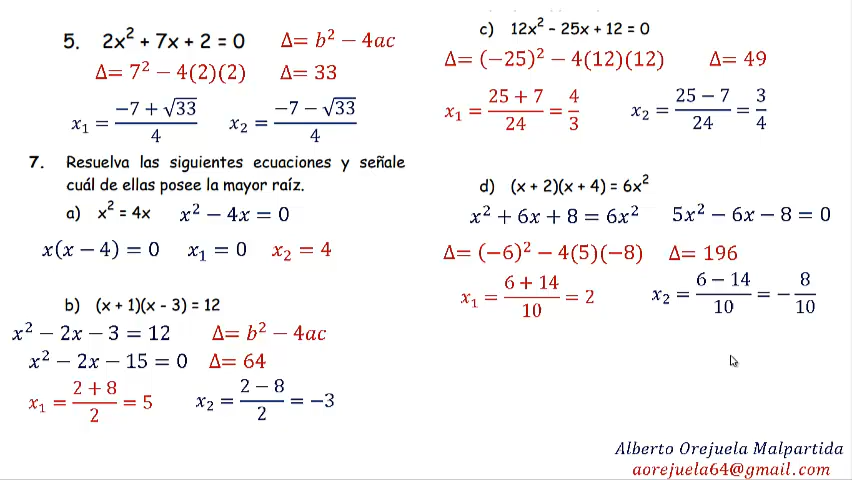 5. 2x² + 7x + 2 = 0 Δ= b² − 4ac
Δ= 7² − 4(2)(2) Δ= 33
x₁ = (−7 + √33)/4 x₂ = (−7 − √33)/4
7. Resuelva las siguientes ecuaciones y señale
cuál de ellas posee la mayor raíz.
a) x² = 4x x² − 4x = 0
x(x − 4) = 0 x₁ = 0 x₂ = 4
b) (x + 1)(x - 3) = 12
x² − 2x − 3 = 12 Δ= b² − 4ac
x² − 2x − 15 = 0 Δ= 64
x₁ = (2 + 8)/2 = 5 x₂ = (2 − 8)/2 = −3
c) 12x² - 25x + 12 = 0
Δ= (−25)² − 4(12)(12) Δ= 49
x₁ = (25 + 7)/24 = 4/3 x₂ = (25 − 7)/24 = 3/4
d) (x + 2)(x + 4) = 6x²
x² + 6x + 8 = 6x² 5x² − 6x − 8 = 0
Δ= (−6)² − 4(5)(−8) Δ= 196
x₁ = (6 + 14)/10 = 2 x₂ = (6 − 14)/10 = −8/10
Alberto Orejuela Malpartida
aorejuela64@gmail.com